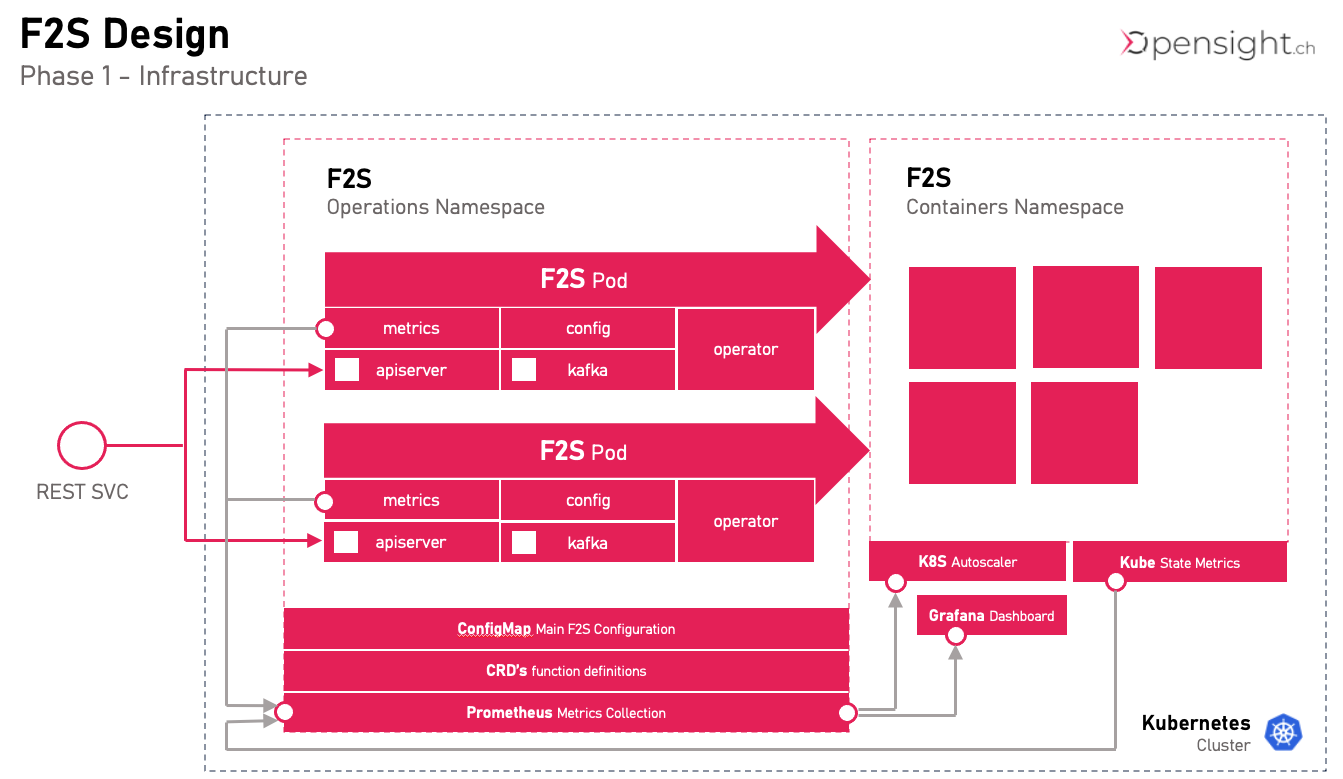 F2S Design
Phase 1 - Infrastructure
Opensight.ch
F2S
Operations Namespace
F2S
Containers Namespace
F2S Pod
metrics
config
operator
apiserver
kafka
F2S Pod
metrics
config
operator
apiserver
kafka
REST SVC
K8S Autoscaler
Kube State Metrics
Grafana Dashboard
ConfigMap Main F2S Configuration
CRD's function definitions
Prometheus Metrics Collection
Kubernetes
Cluster